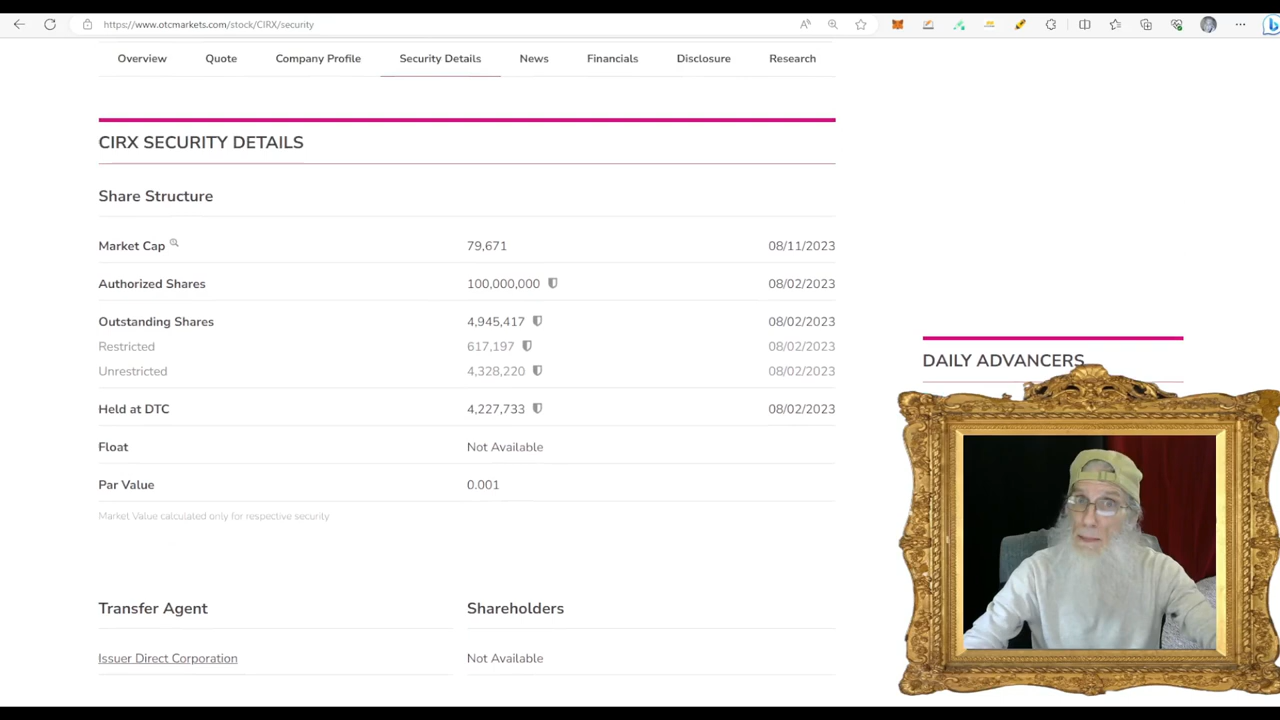 https://www.otcmarkets.com/stock/CIRX/security
Overview Quote Company Profile Security Details News Financials Disclosure Research
CIRX SECURITY DETAILS
Share Structure
Market Cap 79,671 08/11/2023
Authorized Shares 100,000,000 08/02/2023
Outstanding Shares 4,945,417 08/02/2023
Restricted 617,197 08/02/2023
Unrestricted 4,328,220 08/02/2023
Held at DTC 4,227,733 08/02/2023
Float Not Available
Par Value 0.001
Market Value calculated only for respective security
DAILY ADVANCERS
Transfer Agent Shareholders
Issuer Direct Corporation Not Available